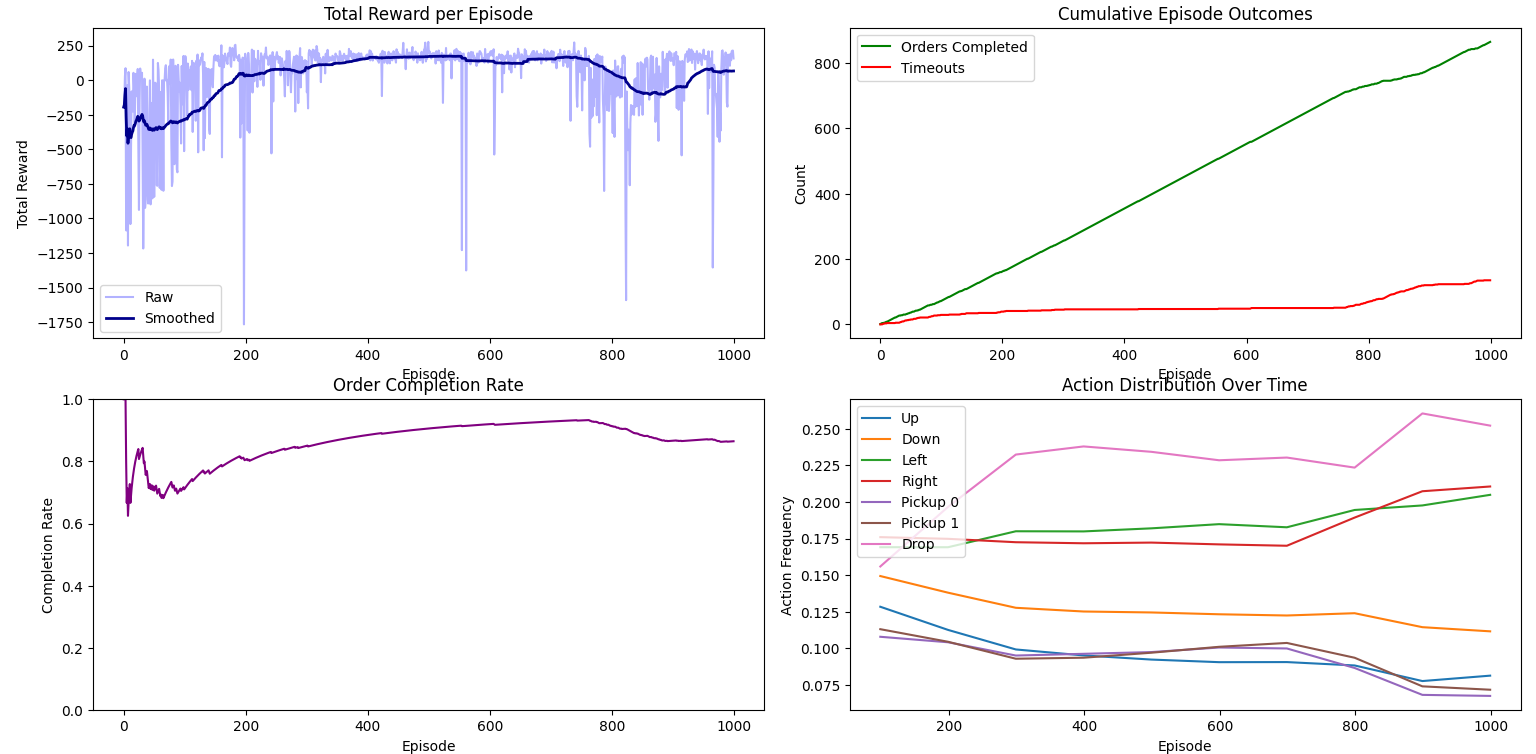 Total Reward per Episode
250
0
−250
−500
−750
−1000
−1250
−1500
−1750
Total Reward
Raw
Smoothed
0 200 400 600 800 1000
Episode
Cumulative Episode Outcomes
Orders Completed
Timeouts
800
600
400
200
0
Count
0 200 400 600 800 1000
Episode
Order Completion Rate
1.0
0.8
0.6
0.4
0.2
0.0
Completion Rate
0 200 400 600 800 1000
Episode
Action Distribution Over Time
Up
Down
Left
Right
Pickup 0
Pickup 1
Drop
0.250
0.225
0.200
0.175
0.150
0.125
0.100
0.075
Action Frequency
200 400 600 800 1000
Episode